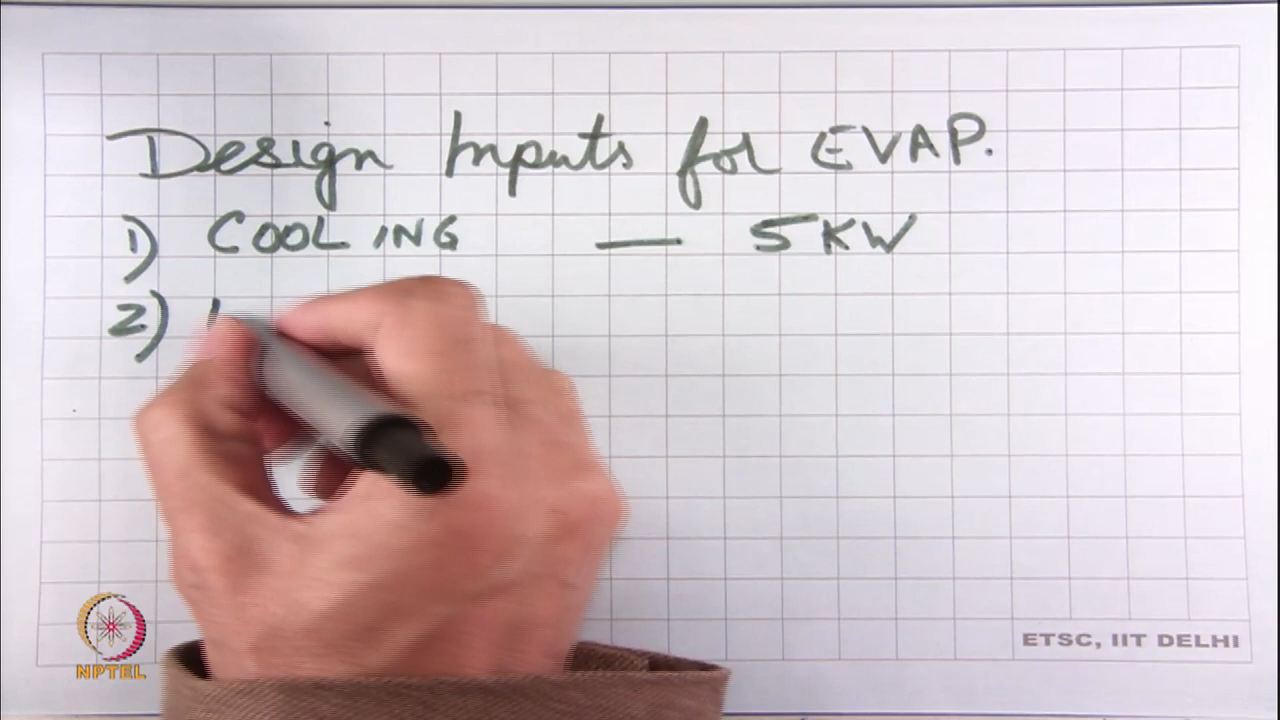 Design Inputs for EVAP.
1) COOLING — 5KW
2)
NPTEL
ETSC, IIT DELHI